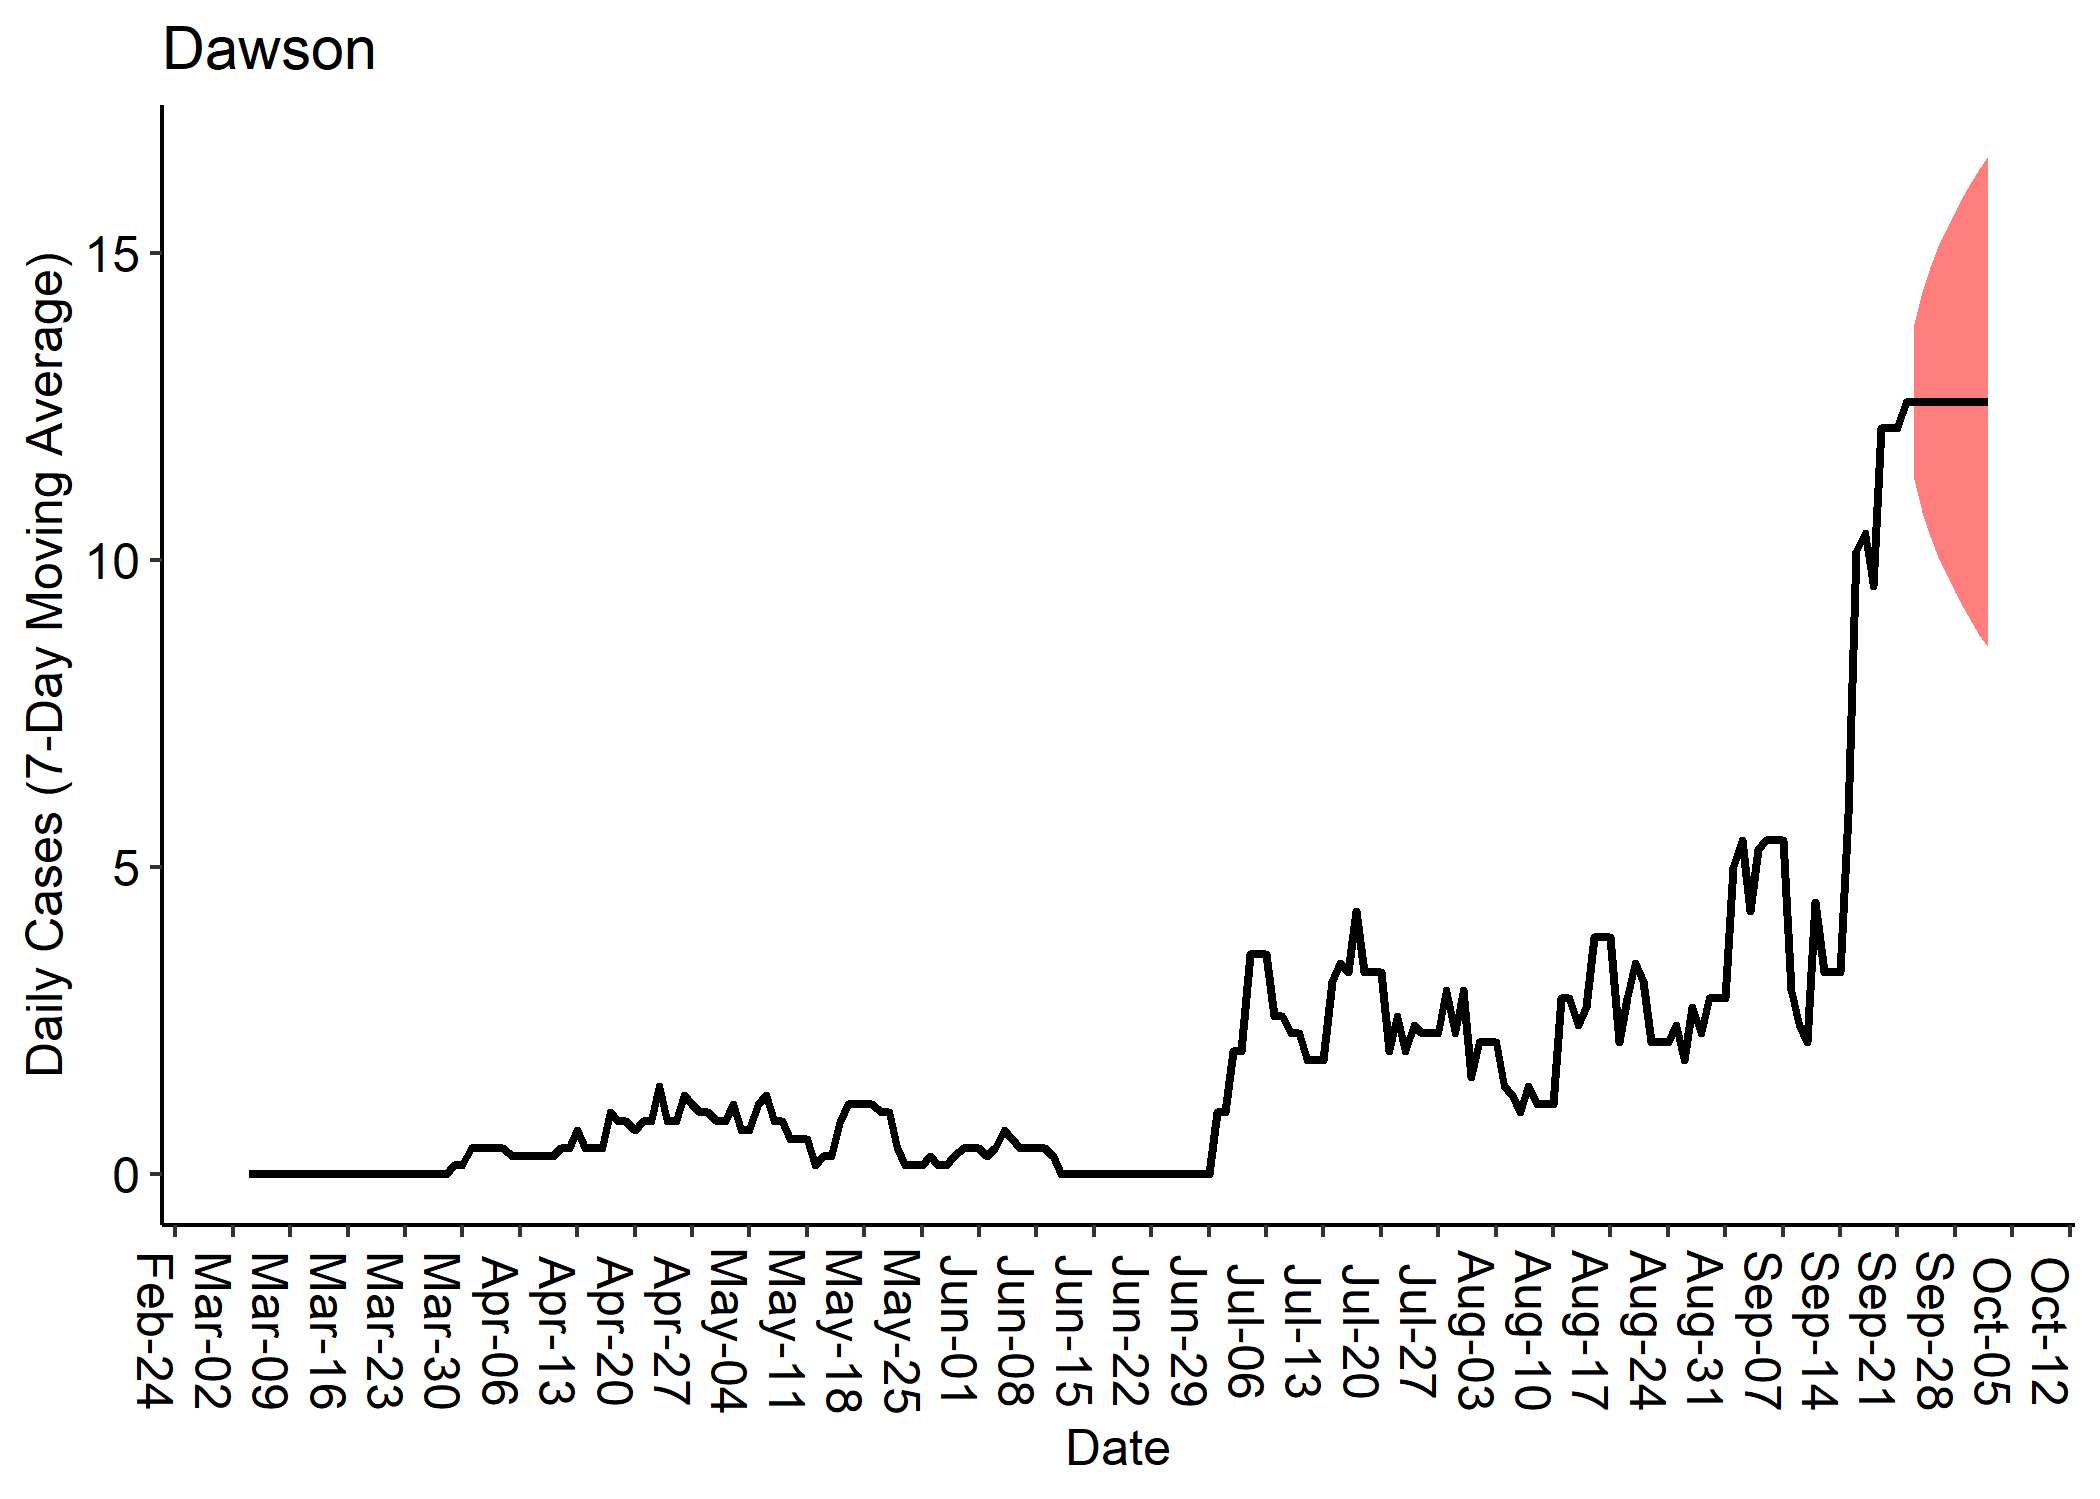 Dawson
Daily Cases (7-Day Moving Average)
15
10
5
0
Feb-24
Mar-02
Mar-09
Mar-16
Mar-23
Mar-30
Apr-06
Apr-13
Apr-20
Apr-27
May-04
May-11
May-18
May-25
Jun-01
Jun-08
Jun-15
Jun-22
Jun-29
Jul-06
Jul-13
Jul-20
Jul-27
Aug-03
Aug-10
Aug-17
Aug-24
Aug-31
Sep-07
Sep-14
Sep-21
Sep-28
Oct-05
Oct-12
Date